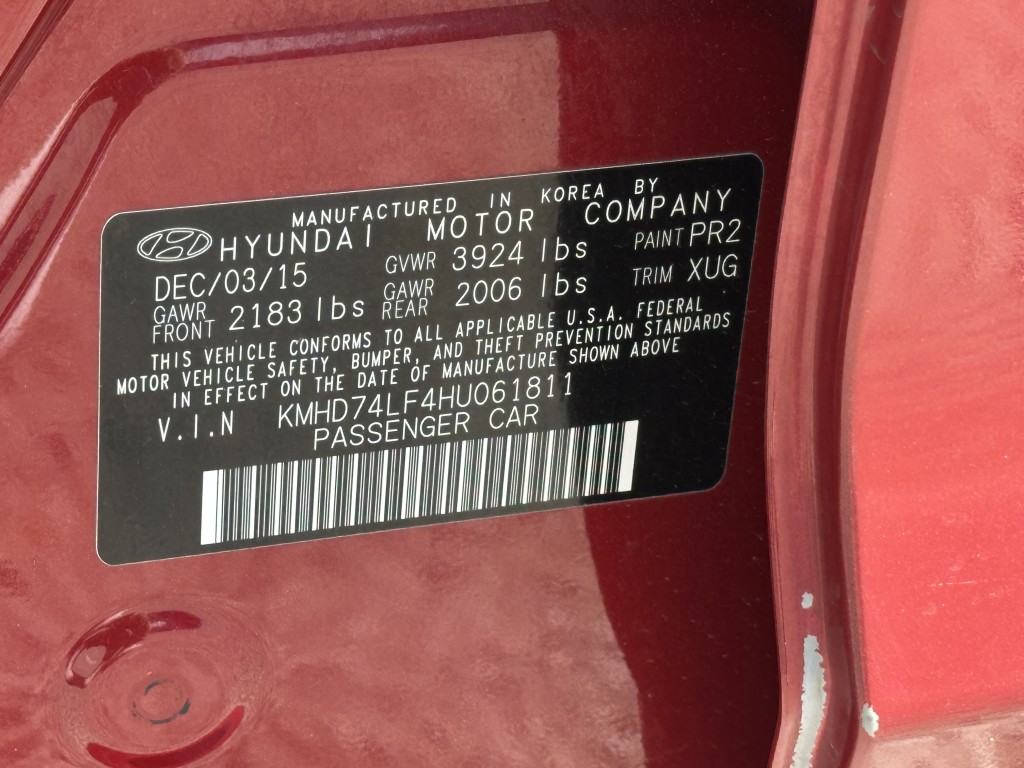 MANUFACTURED IN KOREA BY
HYUNDAI MOTOR COMPANY
DEC/03/15 GVWR 3924 lbs PAINT PR2
GAWR FRONT 2183 lbs GAWR REAR 2006 lbs TRIM XUG
THIS VEHICLE CONFORMS TO ALL APPLICABLE U.S.A. FEDERAL
MOTOR VEHICLE SAFETY, BUMPER, AND THEFT PREVENTION STANDARDS
IN EFFECT ON THE DATE OF MANUFACTURE SHOWN ABOVE
V.I.N KMHD74LF4HU061811
PASSENGER CAR